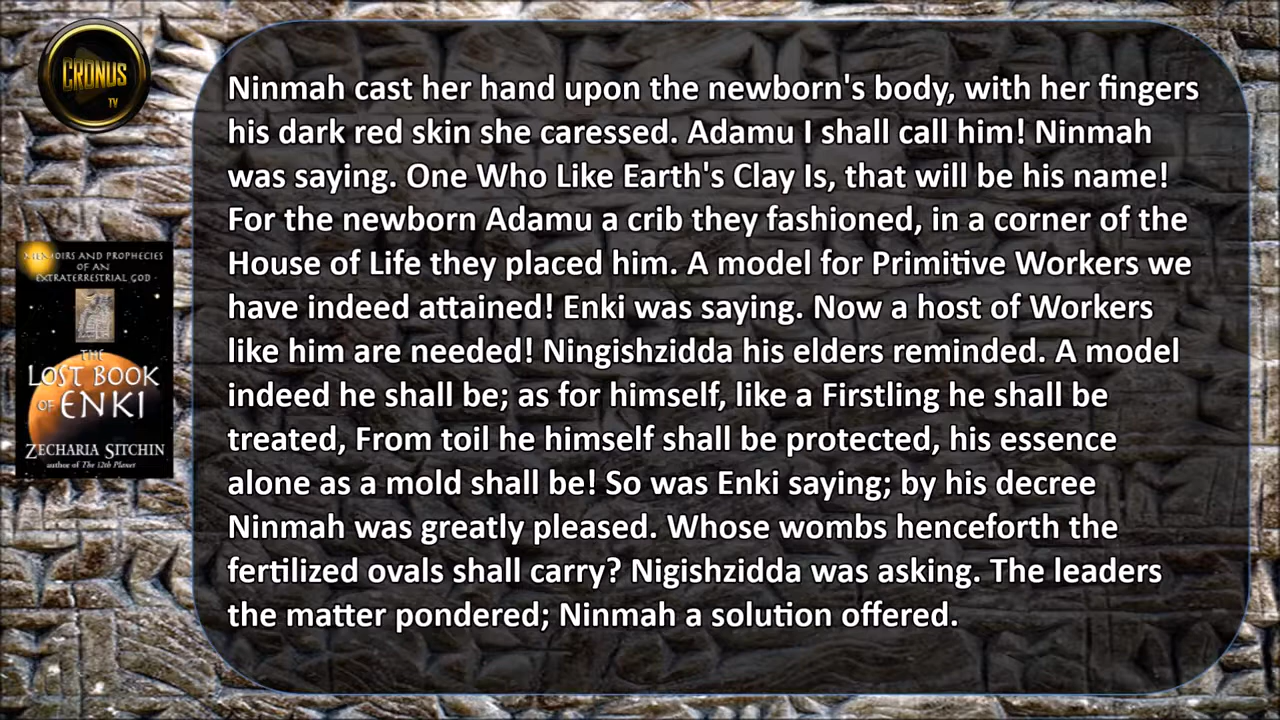 CRONUS
TV
Ninmah cast her hand upon the newborn's body, with her fingers
his dark red skin she caressed. Adamu I shall call him! Ninmah
was saying. One Who Like Earth's Clay Is, that will be his name!
For the newborn Adamu a crib they fashioned, in a corner of the
House of Life they placed him. A model for Primitive Workers we
have indeed attained! Enki was saying. Now a host of Workers
like him are needed! Ningishzidda his elders reminded. A model
indeed he shall be; as for himself, like a Firstling he shall be
treated, From toil he himself shall be protected, his essence
alone as a mold shall be! So was Enki saying; by his decree
Ninmah was greatly pleased. Whose wombs henceforth the
fertilized ovals shall carry? Nigishzidda was asking. The leaders
the matter pondered; Ninmah a solution offered.
MEMOIRS AND PROPHECIES
OF AN
EXTRATERRESTRIAL GOD
THE
LOST BOOK
OF ENKI
ZECHARIA SITCHIN
author of The 12th Planet